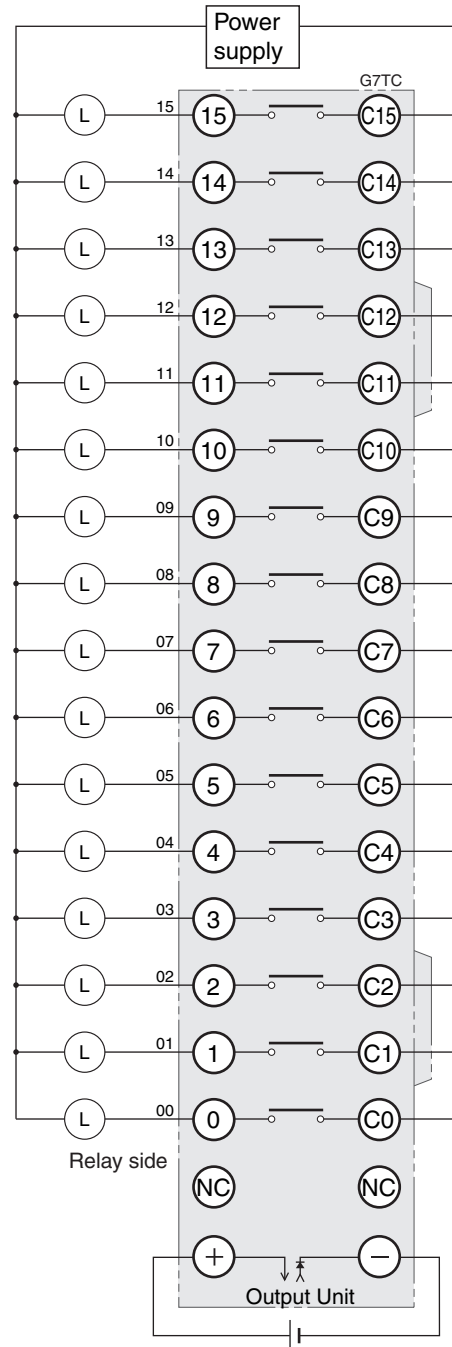 Power
supply
G7TC
L 15 15 C15
L 14 14 C14
L 13 13 C13
L 12 12 C12
L 11 11 C11
L 10 10 C10
L 09 9 C9
L 08 8 C8
L 07 7 C7
L 06 6 C6
L 05 5 C5
L 04 4 C4
L 03 3 C3
L 02 2 C2
L 01 1 C1
L 00 0 C0
Relay side
NC NC
+ −
Output Unit